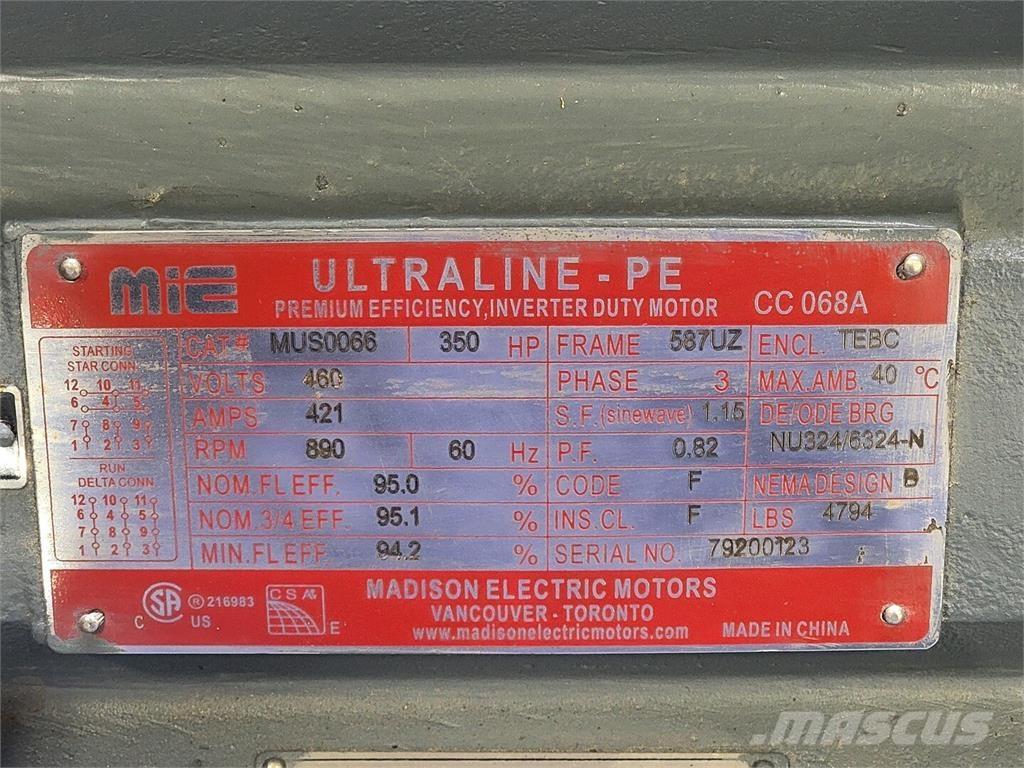 MIC ULTRALINE - PE
PREMIUM EFFICIENCY, INVERTER DUTY MOTOR CC 068A
STARTING
STAR CONN.
12 10 11
6 4 5
7 8 9
1 2 3
RUN
DELTA CONN.
12 10 11
6 4 5
7 8 9
1 2 3
CAT# MUS0066 350 HP FRAME 587UZ ENCL. TEBC
VOLTS 460 PHASE 3 MAX.AMB. 40 °C
AMPS 421 S.F.(sinewave) 1.15 DE/ODE BRG
RPM 890 60 Hz P.F. 0.82 NU324/6324-N
NOM.FL EFF. 95.0 % CODE F NEMA DESIGN B
NOM.3/4 EFF. 95.1 % INS.CL. F LBS 4794
MIN.FL EFF 94.2 % SERIAL NO. 79200123
MADISON ELECTRIC MOTORS
VANCOUVER - TORONTO
www.madisonelectricmotors.com MADE IN CHINA
C SA ® 216983 US
CSA E
MASCUS